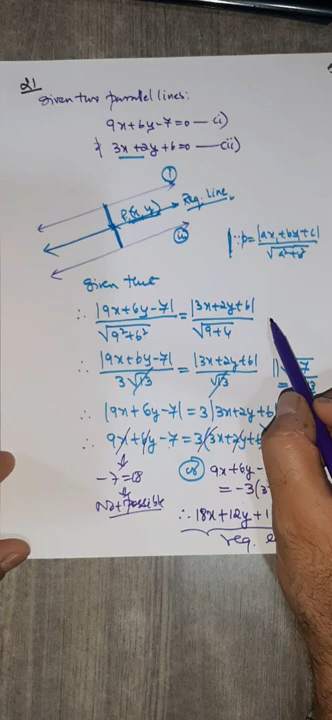 21
Given two parallel lines:
9x+6y-7=0 —(i)
& 3x+2y+6=0 —(ii)
(i)
P(x,y) Req. Line.
(ii)
∵ p = |ax₁+by₁+c| / √(a²+b²)
given that
∴ |9x+6y-7| / √(9²+6²) = |3x+2y+6| / √(9+4)
∴ |9x+6y-7| / 3√13 = |3x+2y+6| / √13
∴ |9x+6y-7| = 3|3x+2y+6|
∴ 9x+6y-7 = 3(3x+2y+6)
-7=18
Not possible
or 9x+6y-
= -3(3
∴ 18x+12y+1
req. e